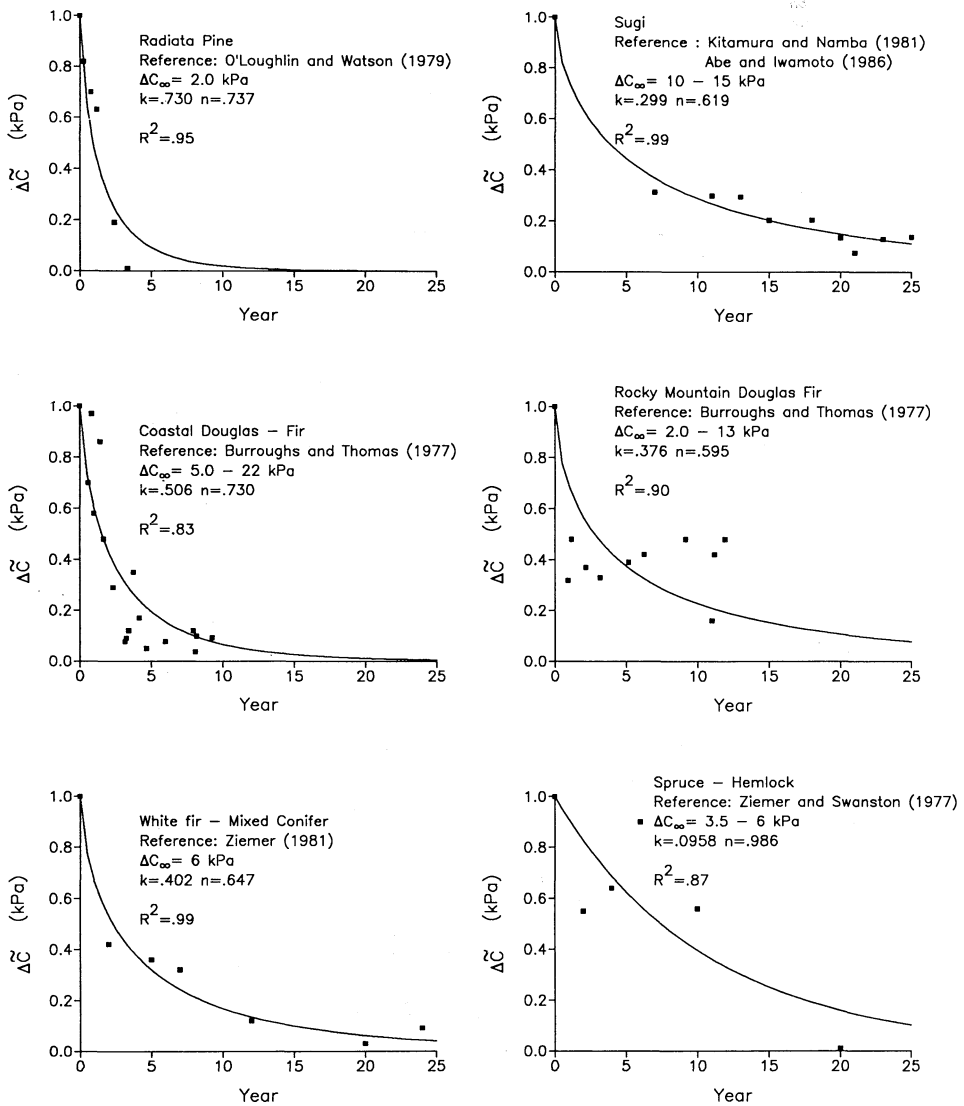 Radiata Pine
Reference: O'Loughlin and Watson (1979)
ΔC∞= 2.0 kPa
k=.730 n=.737
R2=.95
ΔC̃ (kPa)
1.0
0.8
0.6
0.4
0.2
0.0
0 5 10 15 20 25
Year
Sugi
Reference : Kitamura and Namba (1981)
Abe and Iwamoto (1986)
ΔC∞= 10 – 15 kPa
k=.299 n=.619
R2=.99
ΔC̃ (kPa)
1.0
0.8
0.6
0.4
0.2
0.0
0 5 10 15 20 25
Year
Coastal Douglas – Fir
Reference: Burroughs and Thomas (1977)
ΔC∞= 5.0 – 22 kPa
k=.506 n=.730
R2=.83
ΔC̃ (kPa)
1.0
0.8
0.6
0.4
0.2
0.0
0 5 10 15 20 25
Year
Rocky Mountain Douglas Fir
Reference: Burroughs and Thomas (1977)
ΔC∞= 2.0 – 13 kPa
k=.376 n=.595
R2=.90
ΔC̃ (kPa)
1.0
0.8
0.6
0.4
0.2
0.0
0 5 10 15 20 25
Year
White fir – Mixed Conifer
Reference: Ziemer (1981)
ΔC∞= 6 kPa
k=.402 n=.647
R2=.99
ΔC̃ (kPa)
1.0
0.8
0.6
0.4
0.2
0.0
0 5 10 15 20 25
Year
Spruce – Hemlock
Reference: Ziemer and Swanston (1977)
ΔC∞= 3.5 – 6 kPa
k=.0958 n=.986
R2=.87
ΔC̃ (kPa)
1.0
0.8
0.6
0.4
0.2
0.0
0 5 10 15 20 25
Year